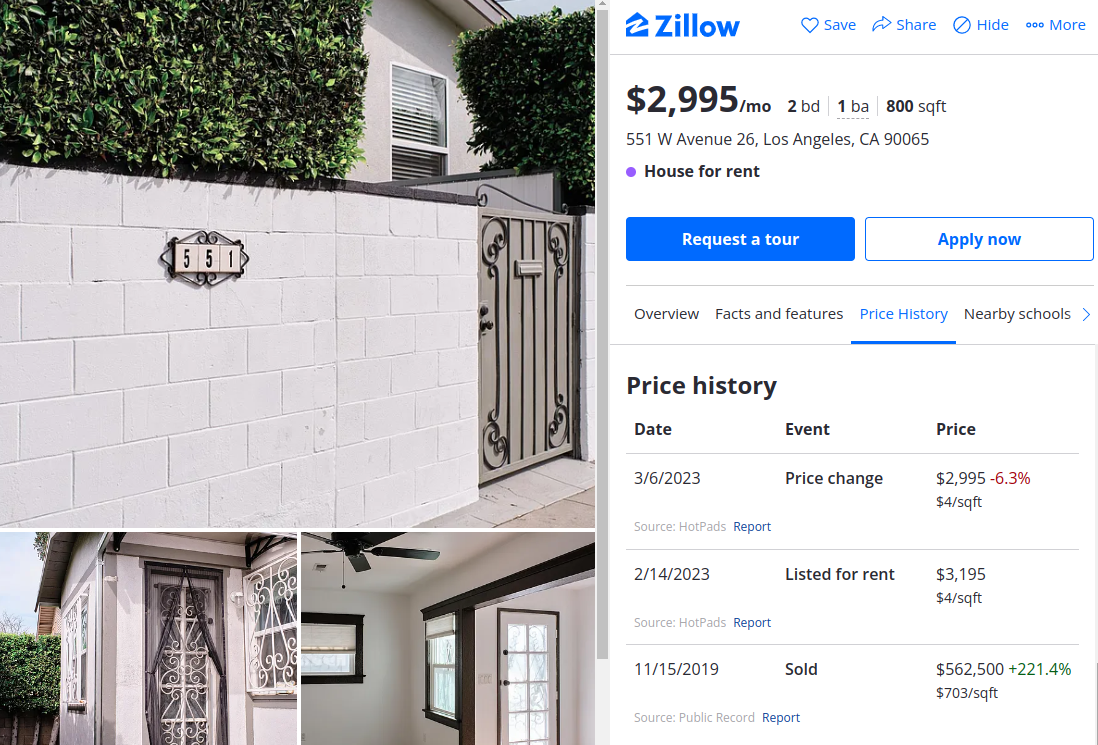 551
Zillow
Save
Share
Hide
More
$2,995/mo 2 bd 1 ba 800 sqft
551 W Avenue 26, Los Angeles, CA 90065
House for rent
Request a tour
Apply now
Overview Facts and features Price History Nearby schools
Price history
Date Event Price
3/6/2023 Price change $2,995 -6.3%
$4/sqft
Source: HotPads Report
2/14/2023 Listed for rent $3,195
$4/sqft
Source: HotPads Report
11/15/2019 Sold $562,500 +221.4%
$703/sqft
Source: Public Record Report